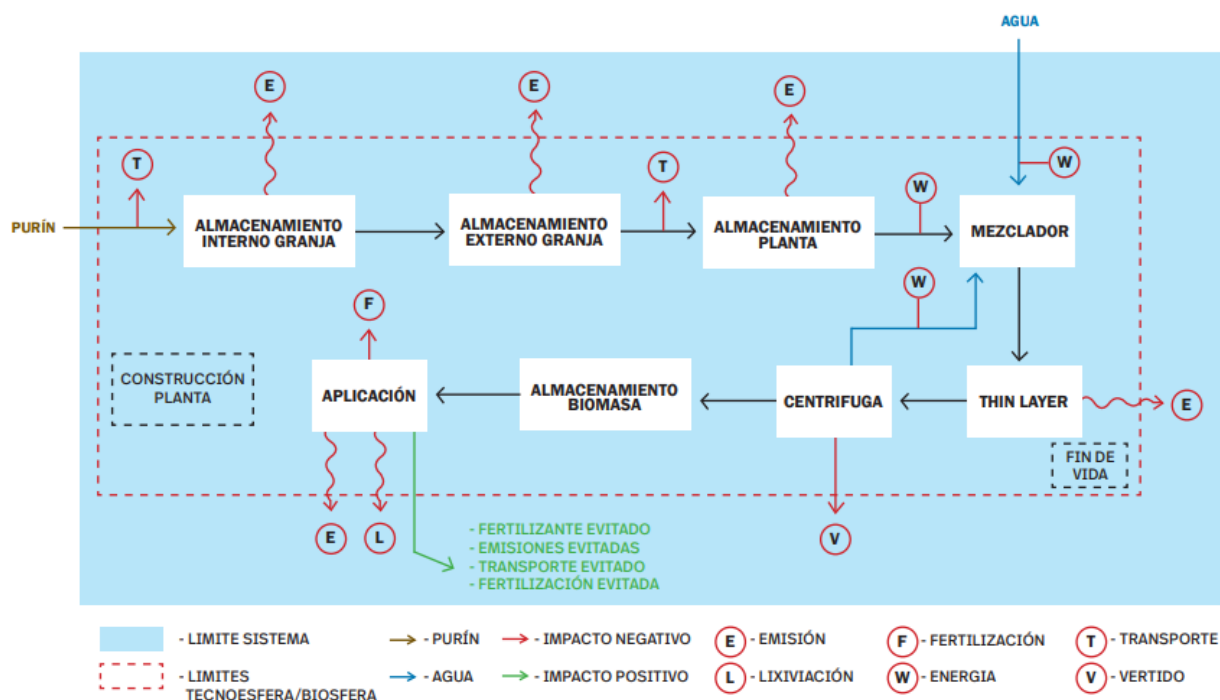 AGUA
E
E
E
T
T
W
W
PURÍN
ALMACENAMIENTO
INTERNO GRANJA
ALMACENAMIENTO
EXTERNO GRANJA
ALMACENAMIENTO
PLANTA
MEZCLADOR
W
F
CONSTRUCCIÓN
PLANTA
APLICACIÓN
ALMACENAMIENTO
BIOMASA
CENTRIFUGA
THIN LAYER
E
FIN DE
VIDA
E
L
V
- FERTILIZANTE EVITADO
- EMISIONES EVITADAS
- TRANSPORTE EVITADO
- FERTILIZACIÓN EVITADA
- LIMITE SISTEMA
- PURÍN
- IMPACTO NEGATIVO
E - EMISIÓN
F - FERTILIZACIÓN
T - TRANSPORTE
- LIMITES
TECNOESFERA/BIOSFERA
- AGUA
- IMPACTO POSITIVO
L - LIXIVIACIÓN
W - ENERGIA
V - VERTIDO